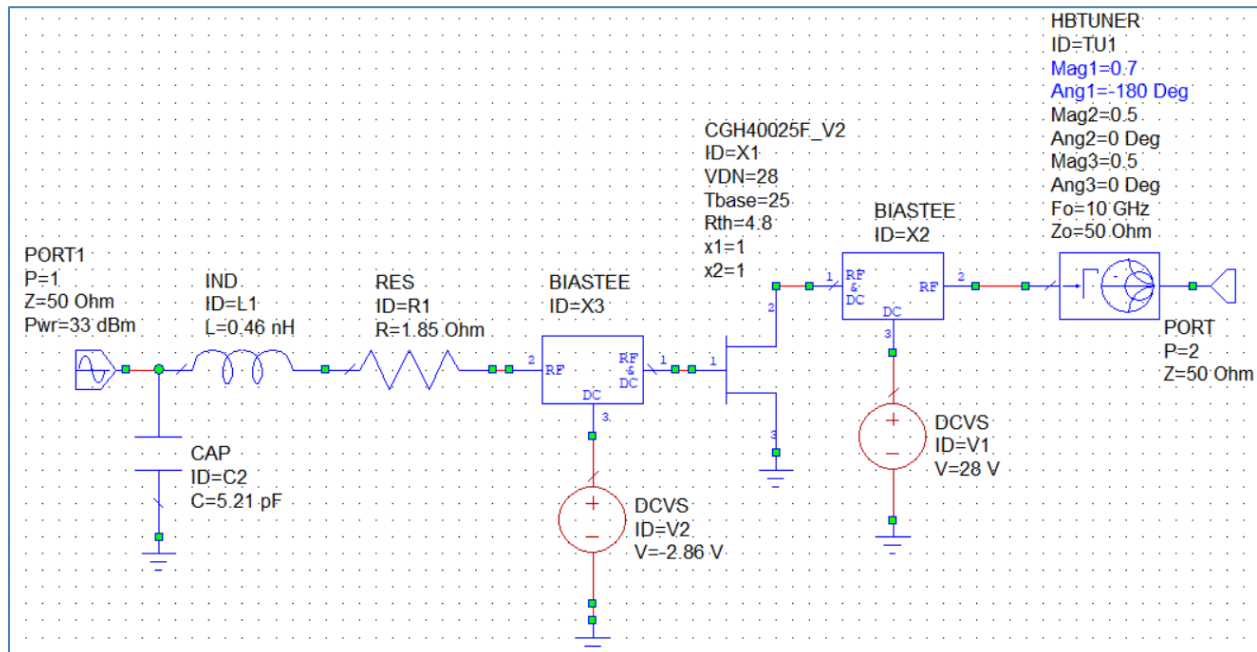 HBTUNER
ID=TU1
Mag1=0.7
Ang1=-180 Deg
Mag2=0.5
Ang2=0 Deg
Mag3=0.5
Ang3=0 Deg
Fo=10 GHz
Zo=50 Ohm
CGH40025F_V2
ID=X1
VDN=28
Tbase=25
Rth=4.8
x1=1
x2=1
BIASTEE
ID=X2
1
RF
&
DC
RF
2
DC
3
PORT1
P=1
Z=50 Ohm
Pwr=33 dBm
IND
ID=L1
L=0.46 nH
RES
ID=R1
R=1.85 Ohm
BIASTEE
ID=X3
2
RF
RF
&
DC
1
DC
3
1
2
3
PORT
P=2
Z=50 Ohm
CAP
ID=C2
C=5.21 pF
DCVS
ID=V2
V=-2.86 V
DCVS
ID=V1
V=28 V